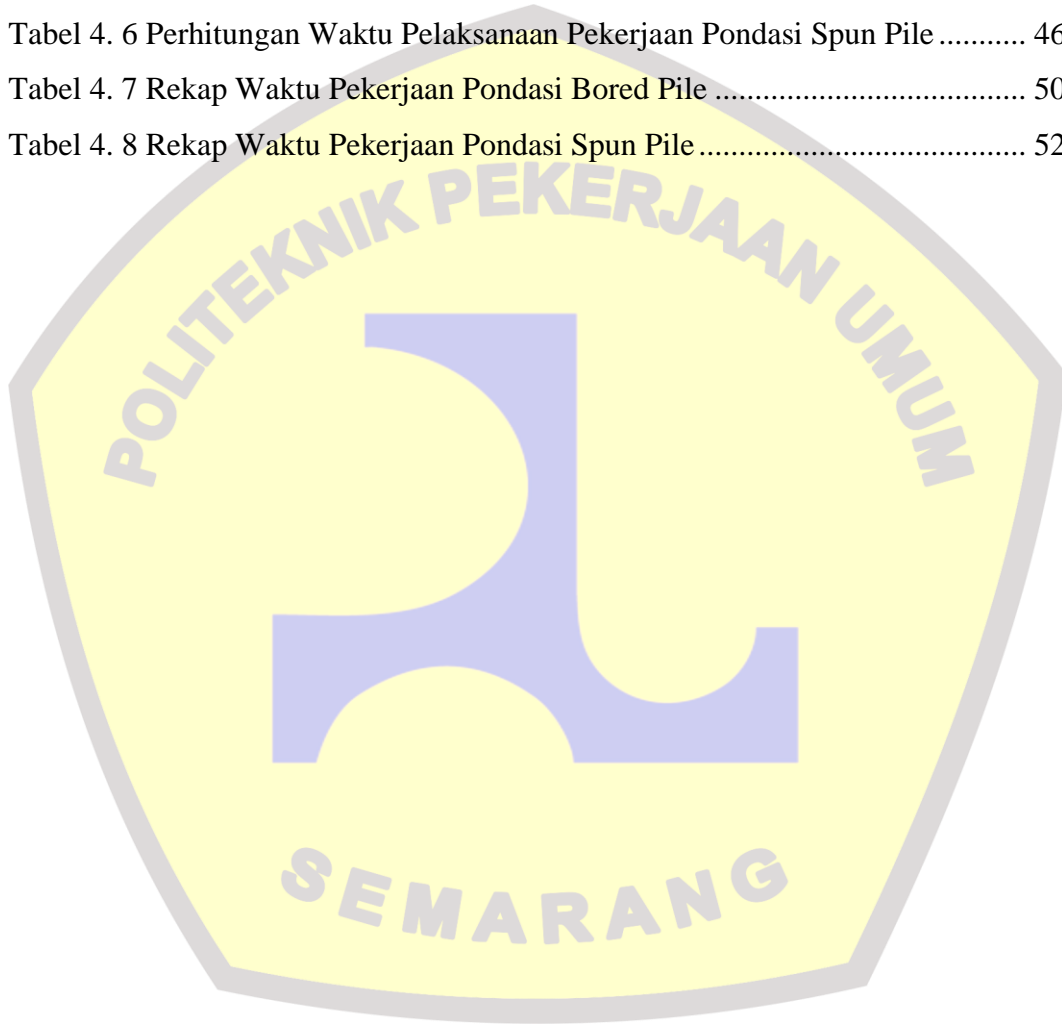 Tabel 4. 6 Perhitungan Waktu Pelaksanaan Pekerjaan Pondasi Spun Pile ........... 46
Tabel 4. 7 Rekap Waktu Pekerjaan Pondasi Bored Pile ....................................... 50
Tabel 4. 8 Rekap Waktu Pekerjaan Pondasi Spun Pile ......................................... 52
POLITEKNIK PEKERJAAN UMUM
SEMARANG